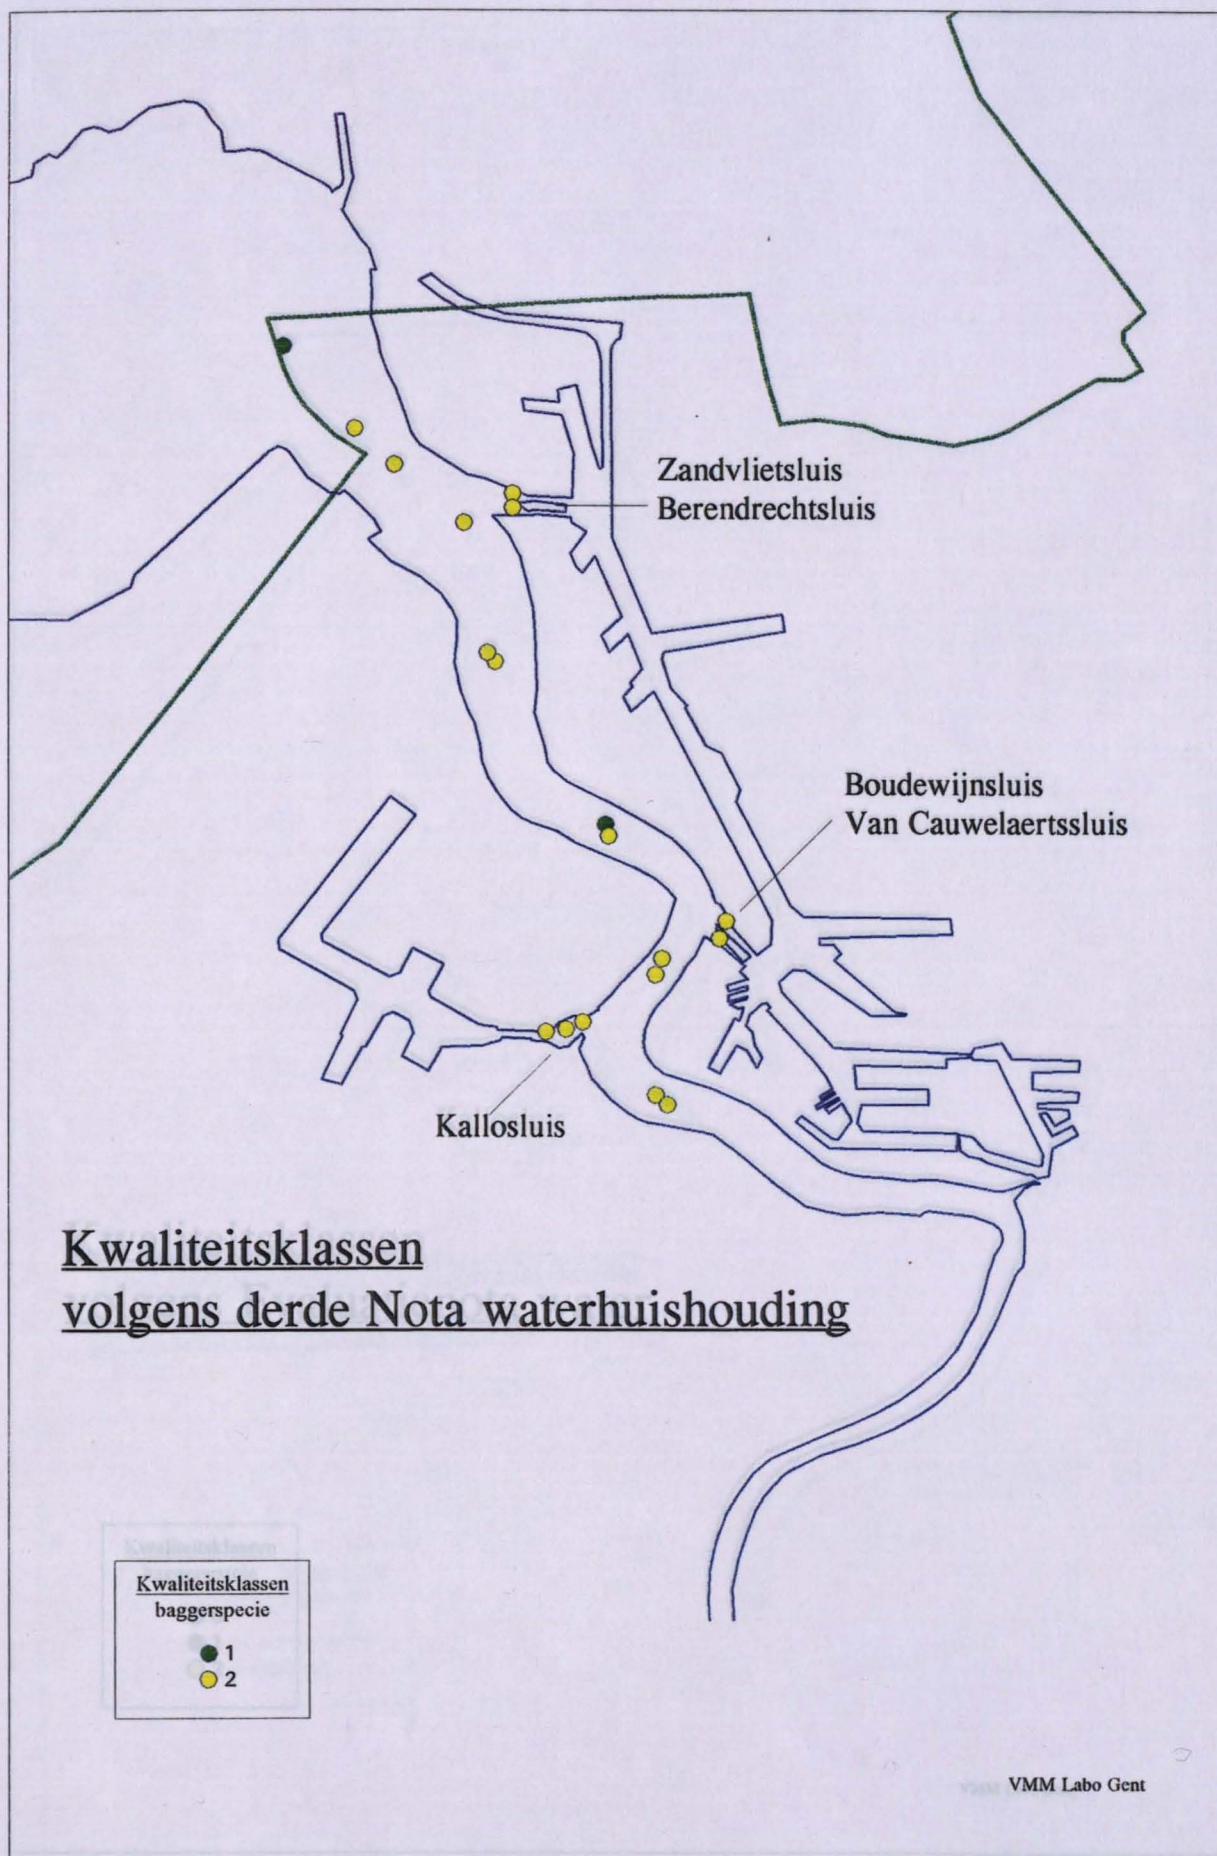 Zandvlietsluis
Berendrechtsluis
Boudewijnsluis
Van Cauwelaertssluis
Kallosluis
Kwaliteitsklassen
volgens derde Nota waterhuishouding
Kwaliteitsklassen
baggerspecie
1
2
VMM Labo Gent